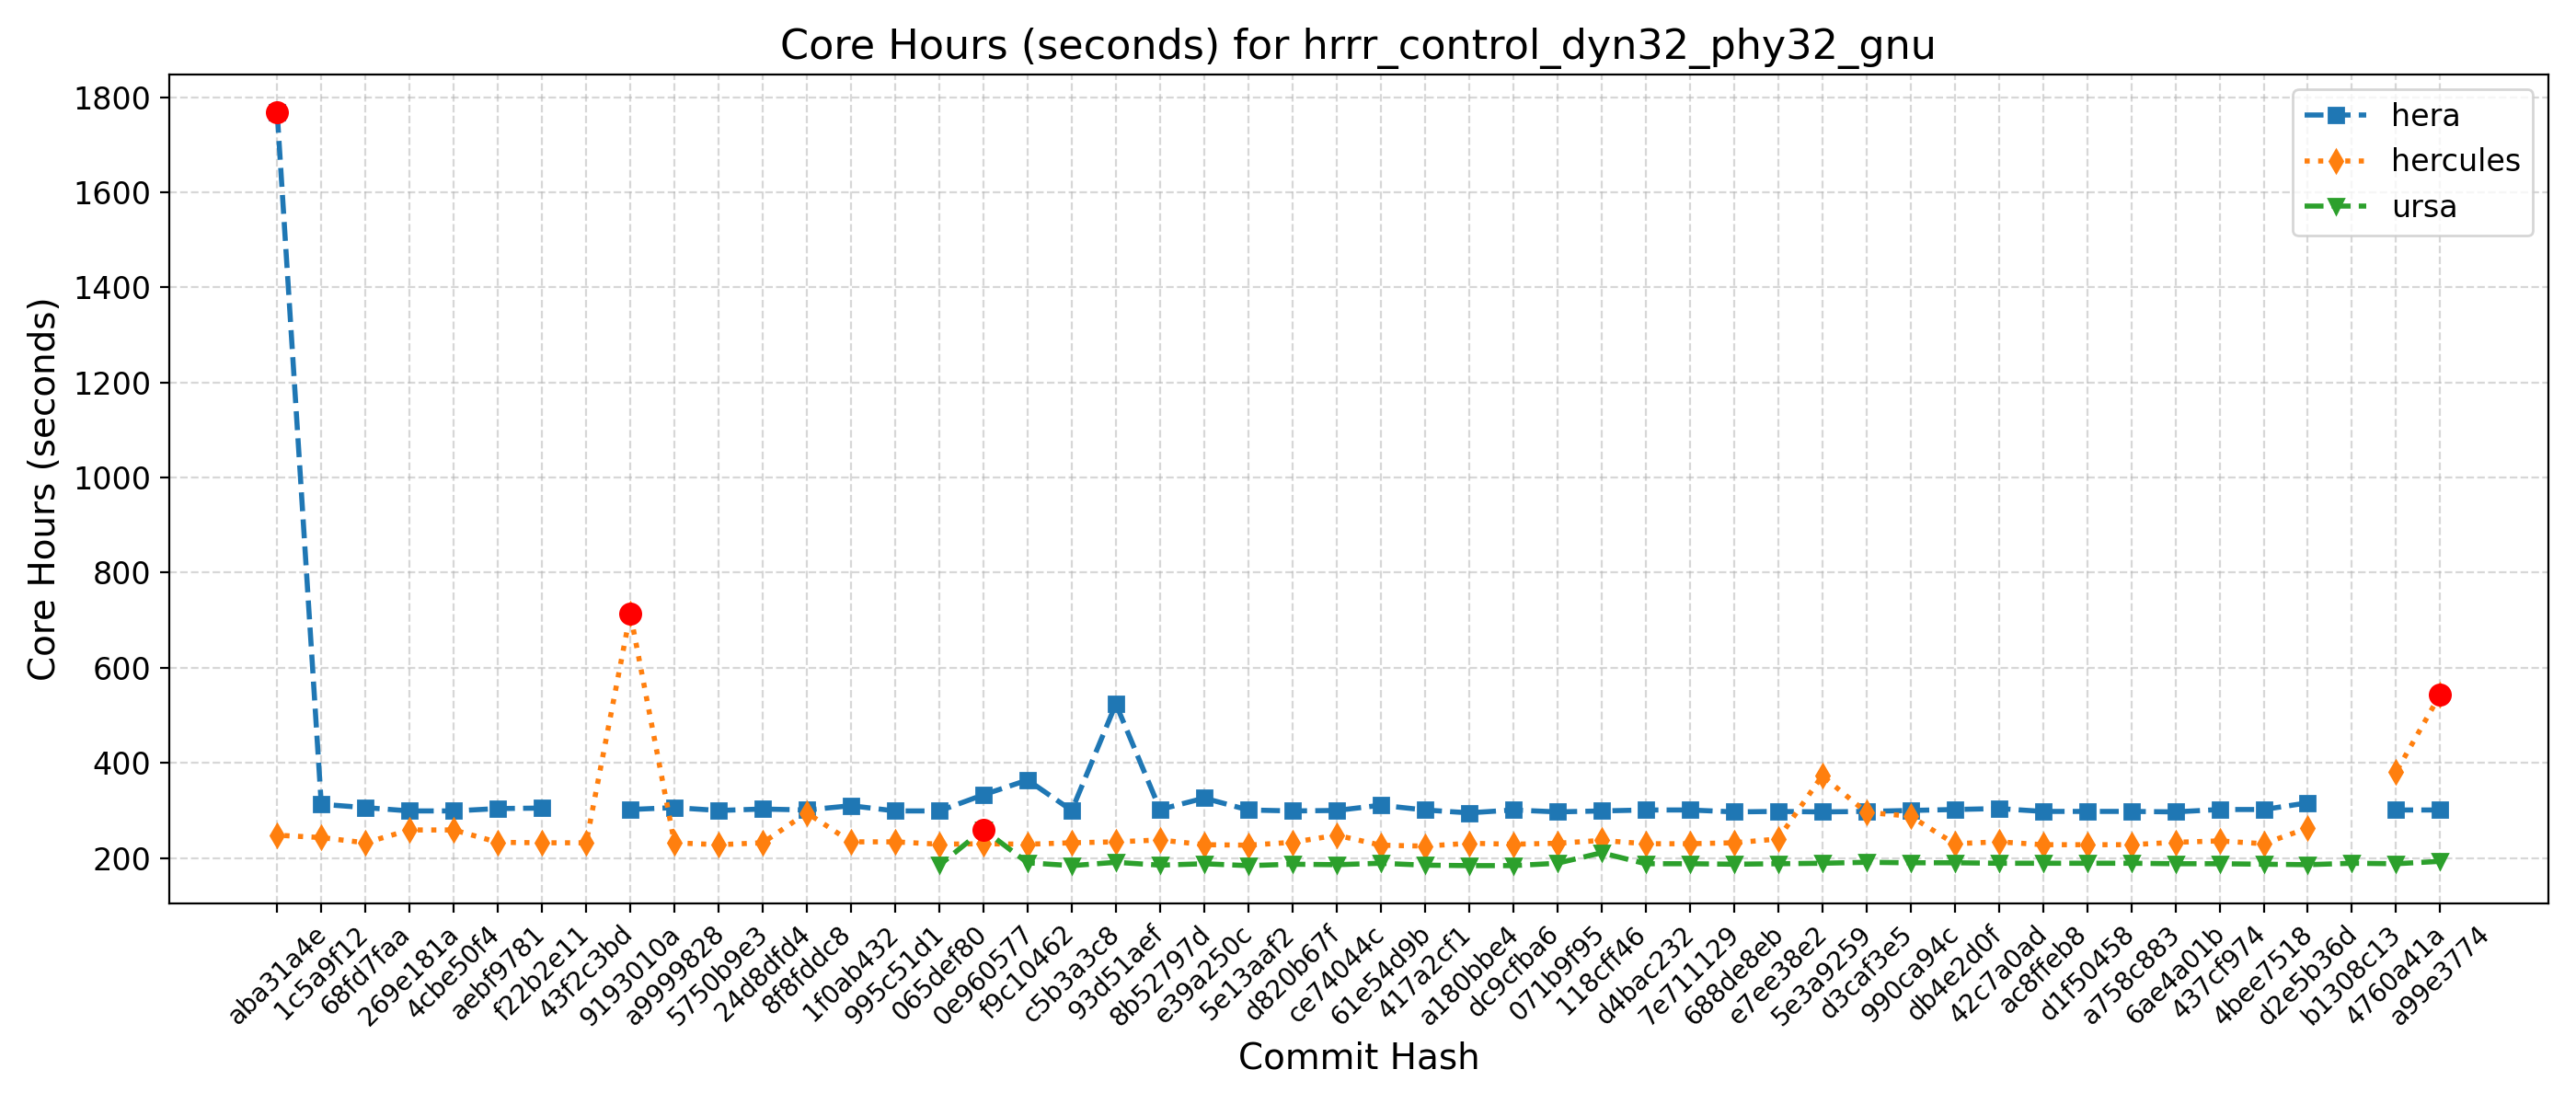 Core Hours (seconds) for hrrr_control_dyn32_phy32_gnu
hera
hercules
ursa
Core Hours (seconds)
1800
1600
1400
1200
1000
800
600
400
200
aba31a4e
1c5a9f12
68fd7faa
269e181a
4cbe50f4
aebf9781
f22b2e11
43f2c3bd
9193010a
a9999828
5750b9e3
24d8dfd4
8f8fddc8
1f0ab432
995c51d1
065def80
0e960577
f9c10462
c5b3a3c8
93d51aef
8b52797d
e39a250c
5e13aaf2
d820b67f
ce74044c
61e54d9b
417a2cf1
a180bbe4
dc9cfba6
071b9f95
118cff46
d4bac232
7e711129
688de8eb
e7ee38e2
5e3a9259
d3caf3e5
990ca94c
db4e2d0f
42c7a0ad
ac8ffeb8
d1f50458
a758c883
6ae4a01b
437cf974
4bee7518
d2e5b36d
b1308c13
4760a41a
a99e3774
Commit Hash